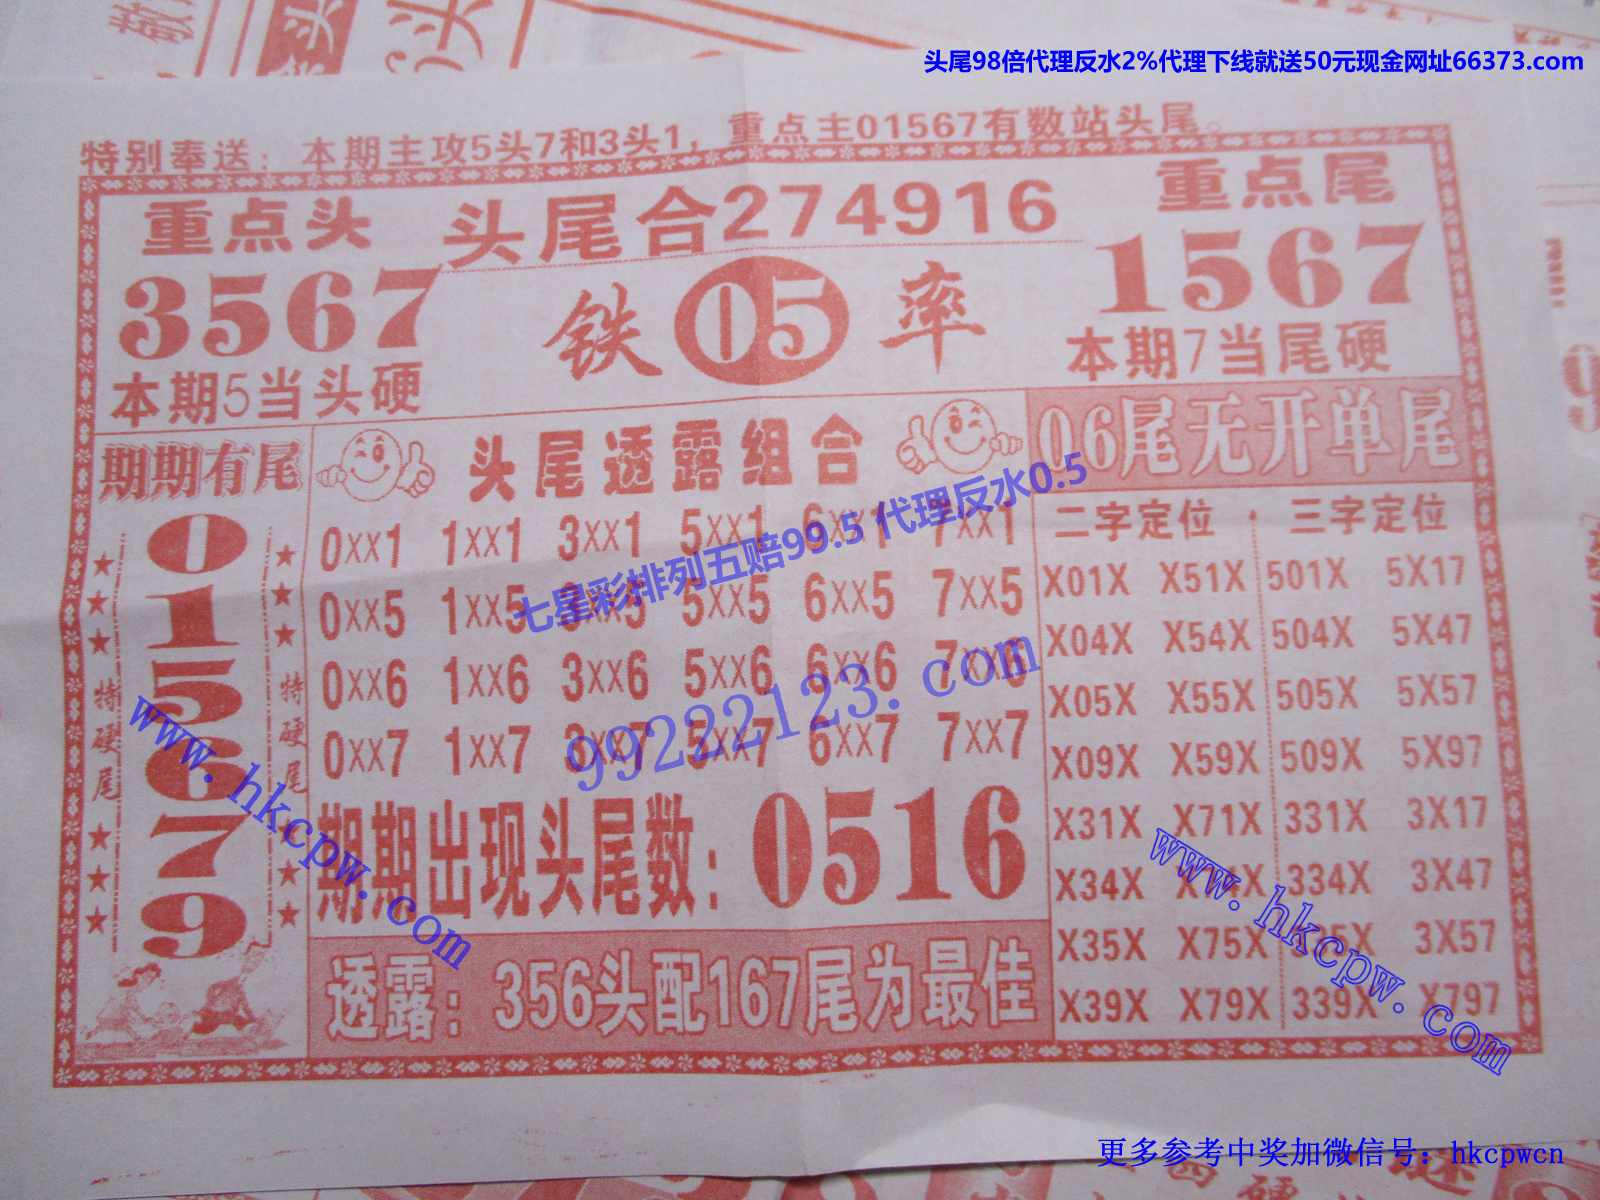 头尾98倍代理反水2%代理下线就送50元现金网址66373.com
特别奉送：本期主攻5头7和3头1，重点主01567有数站头尾。
重点头
头尾合274916
重点尾
3567
铁 05 率
1567
本期5当头硬
本期7当尾硬
期期有尾
头尾透露组合
06尾无开单尾
0
1
5
6
7
9
特硬尾
特硬尾
0XX1 1XX1 3XX1 5XX1 6XX1 7XX1
0XX5 1XX5 3XX5 5XX5 6XX5 7XX5
0XX6 1XX6 3XX6 5XX6 6XX6 7XX6
0XX7 1XX7 3XX7 5XX7 6XX7 7XX7
期期出现头尾数：0516
透露：356头配167尾为最佳
二字定位 三字定位
X01X X51X 501X 5X17
X04X X54X 504X 5X47
X05X X55X 505X 5X57
X09X X59X 509X 5X97
X31X X71X 331X 3X17
X34X 334X 3X47
X35X X75X 3X57
X39X X79X 339X X797
七星彩排列五赔99.5 代理反水0.5
99222123.com
www.hkcpw.com
www.hkcpw.com
更多参考中奖加微信号：hkcpwcn